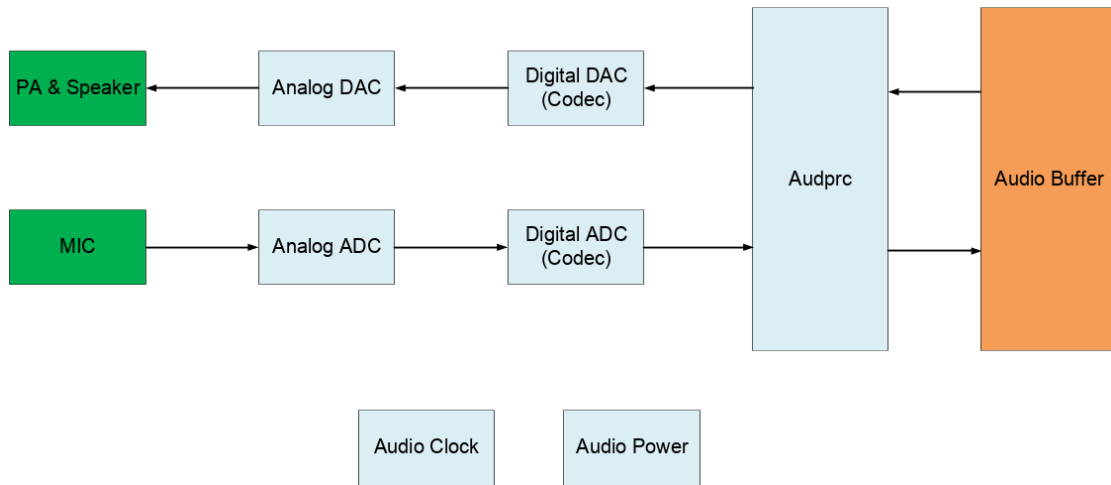 PA & Speaker
Analog DAC
Digital DAC
(Codec)
Audprc
Audio Buffer
MIC
Analog ADC
Digital ADC
(Codec)
Audio Clock
Audio Power